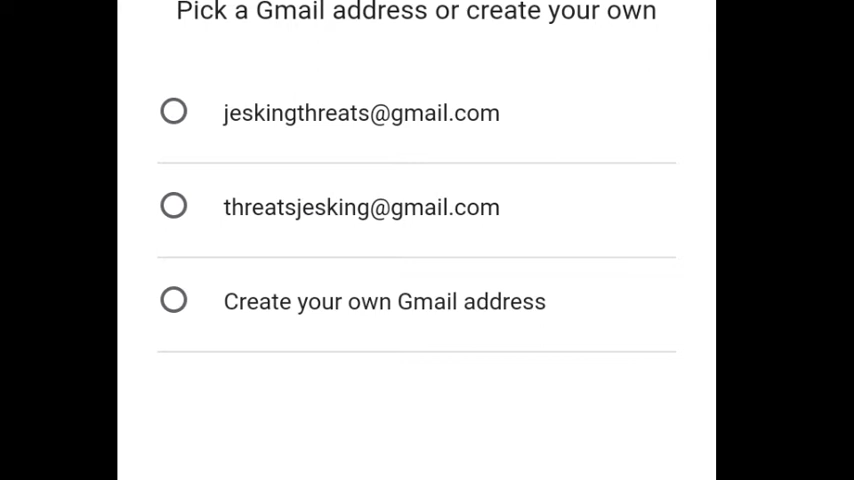 Pick a Gmail address or create your own
jeskingthreats@gmail.com
threatsjesking@gmail.com
Create your own Gmail address